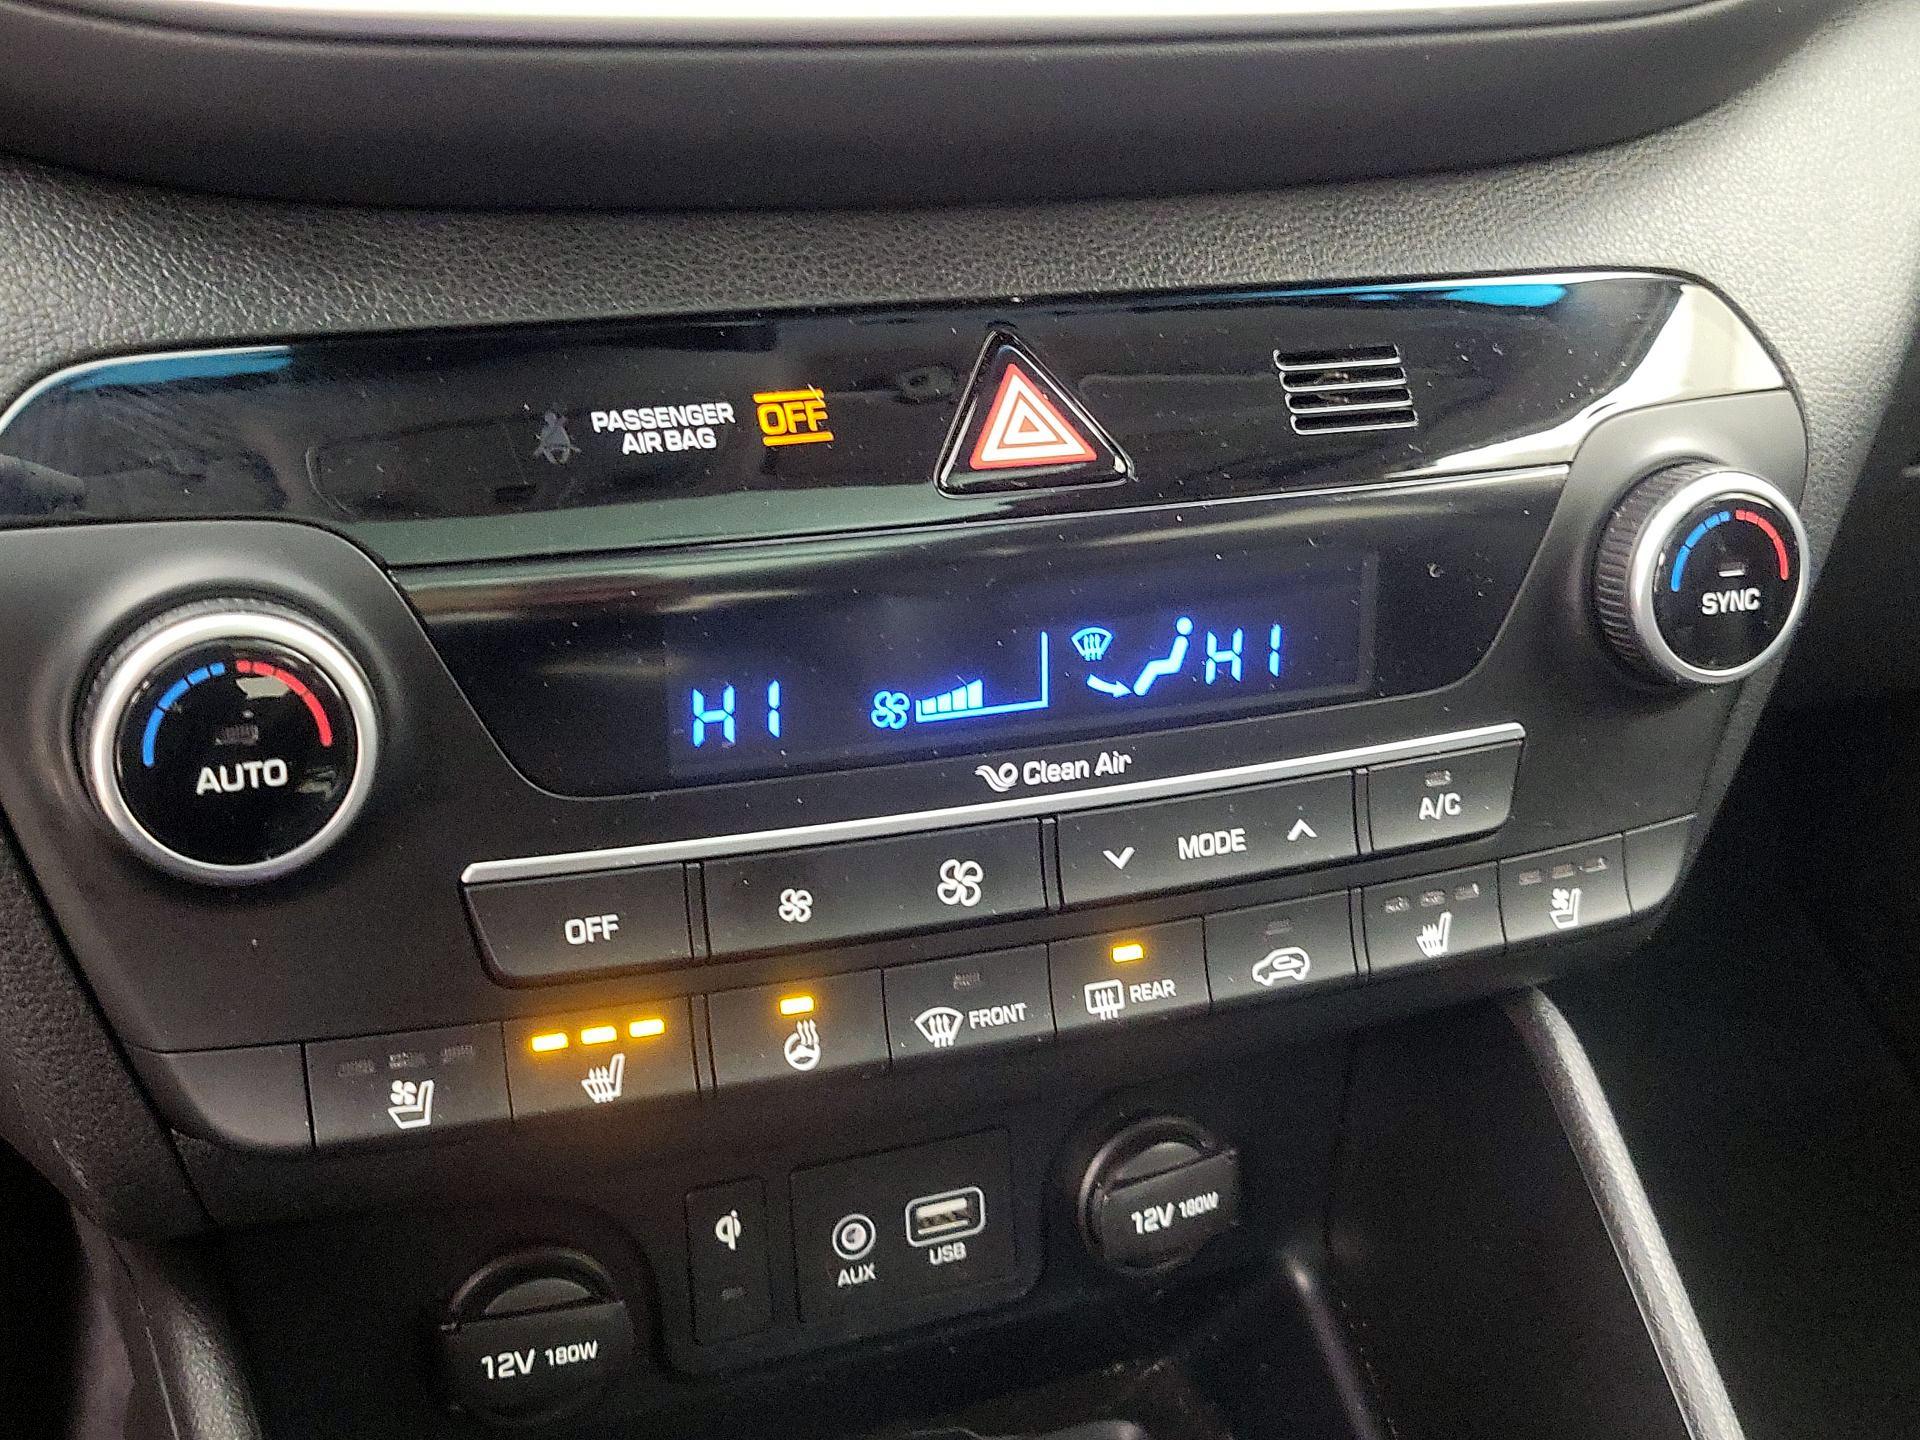 PASSENGER
AIR BAG
OFF
HI
HI
SYNC
AUTO
Clean Air
OFF
MODE
A/C
FRONT
REAR
qi
AUX
USB
12V 180W
12V 180W